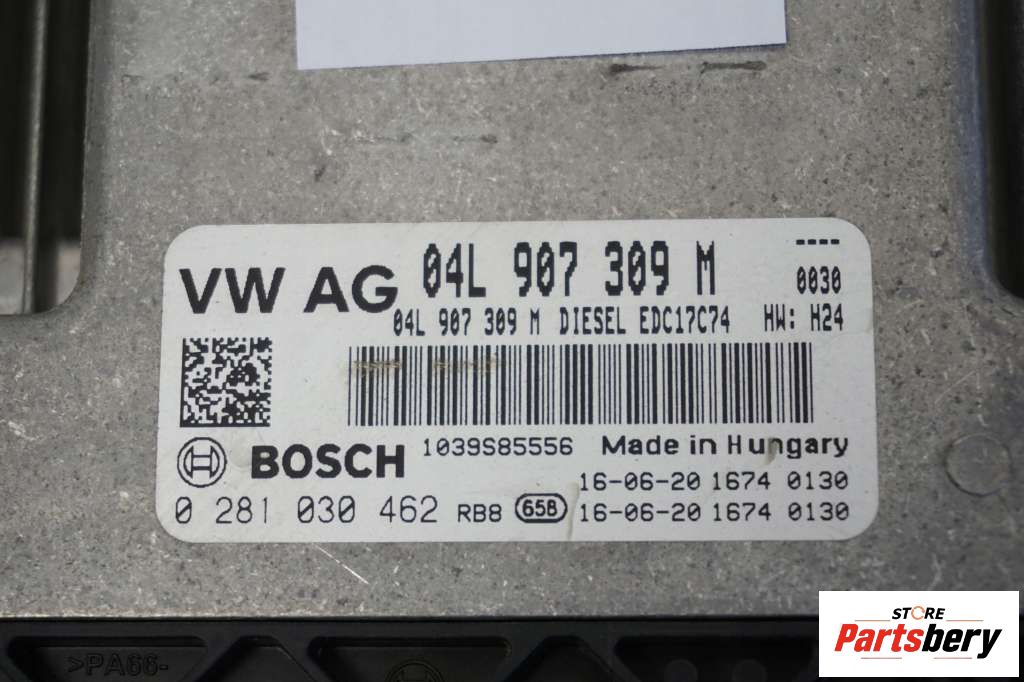 VW AG 04L 907 309 M ----
0030
04L 907 309 M DIESEL EDC17C74 HW: H24
BOSCH 1039S85556 Made in Hungary
16-06-20 1674 0130
0 281 030 462 RB8 658 16-06-20 1674 0130
>PA66-
STORE
Partsbery